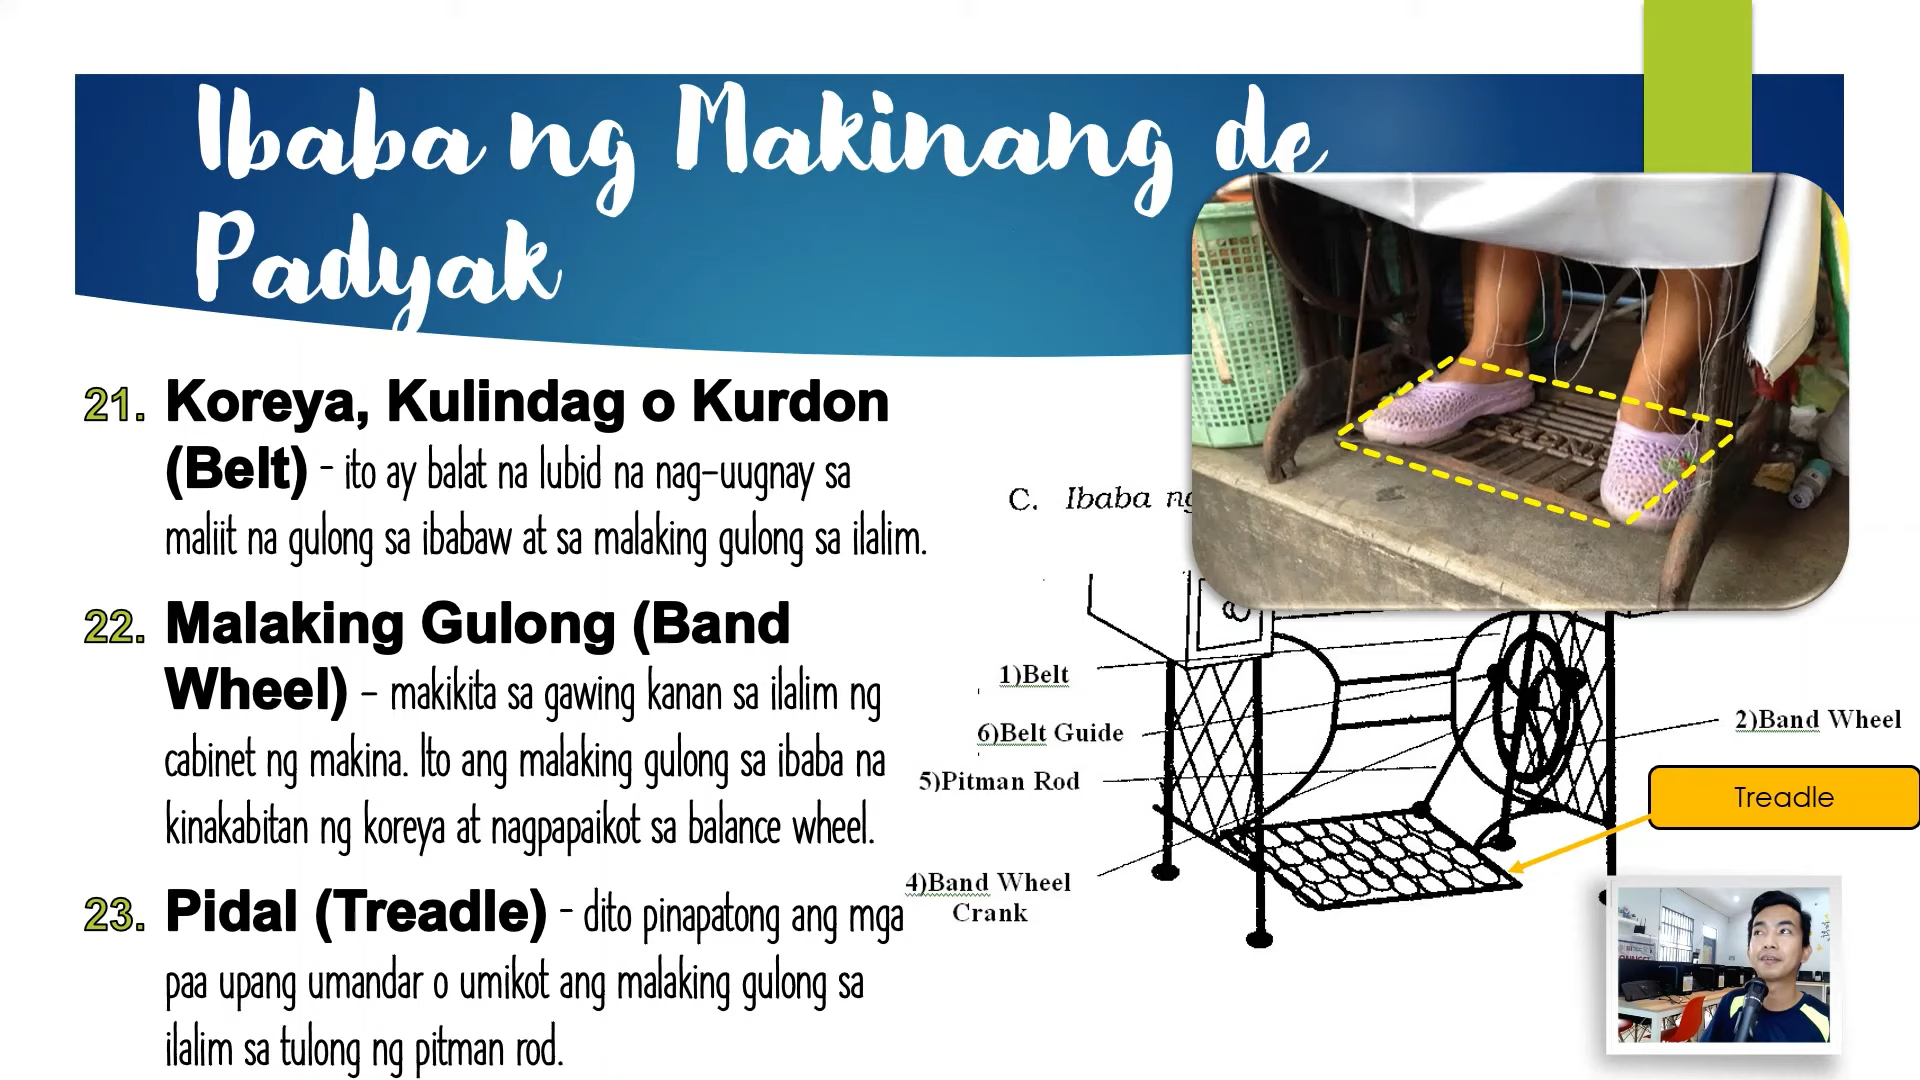 Ibaba ng Makinang de
Padyak
21. Koreya, Kulindag o Kurdon
(Belt) - ito ay balat na lubid na nag-uugnay sa
maliit na gulong sa ibabaw at sa malaking gulong sa ilalim.
22. Malaking Gulong (Band
Wheel) – makikita sa gawing kanan sa ilalim ng
cabinet ng makina. Ito ang malaking gulong sa ibaba na
kinakabitan ng koreya at nagpapaikot sa balance wheel.
23. Pidal (Treadle) - dito pinapatong ang mga
paa upang umandar o umikot ang malaking gulong sa
ilalim sa tulong ng pitman rod.
C. Ibaba ng
1)Belt
6)Belt Guide
5)Pitman Rod
4)Band Wheel
Crank
2)Band Wheel
Treadle